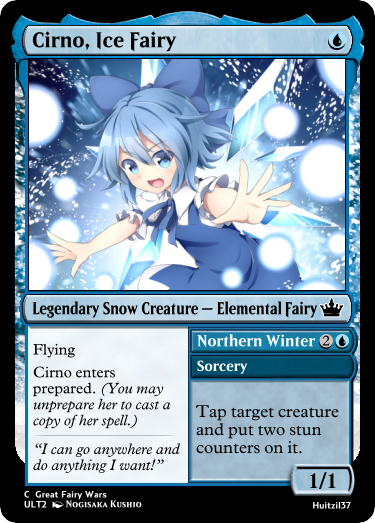 Cirno, Ice Fairy
Legendary Snow Creature — Elemental Fairy
Flying
Cirno enters
prepared. (You may
unprepare her to cast a
copy of her spell.)
“I can go anywhere and
do anything I want!”
Northern Winter 2
Sorcery
Tap target creature
and put two stun
counters on it.
1/1
C Great Fairy Wars
ULT2 Nogisaka Kushio
Huitzil37